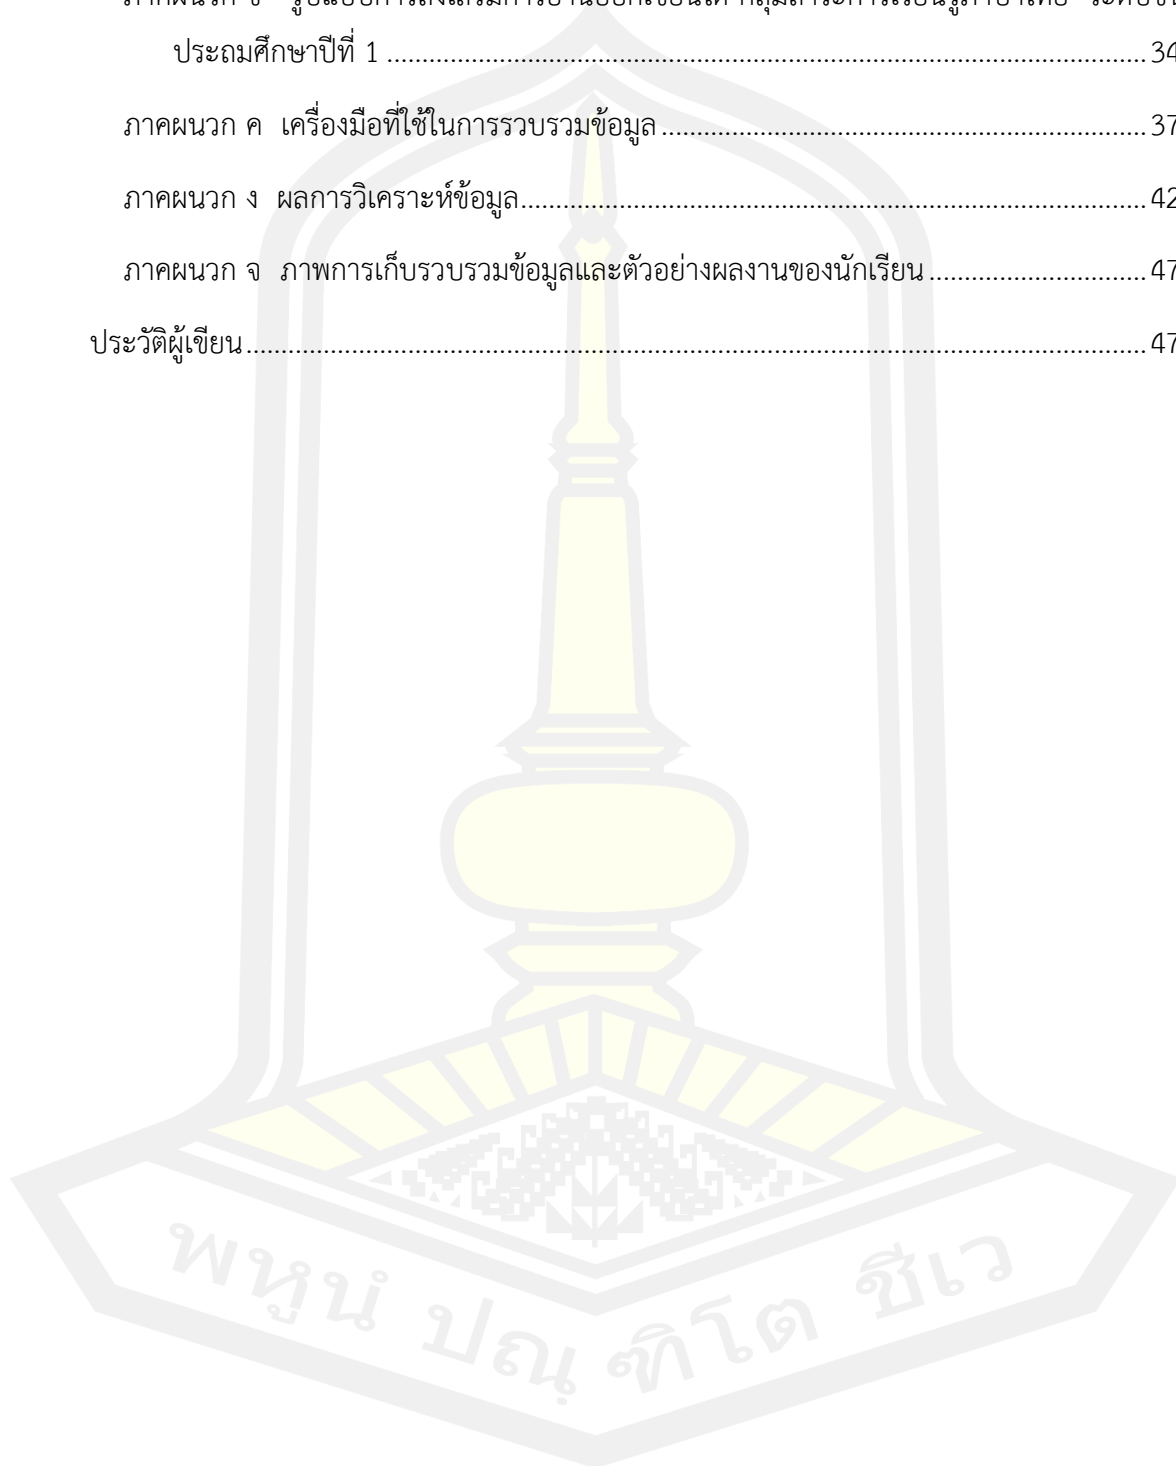 ประถมศึกษาปีที่ 1 ................................................................ 34
ภาคผนวก ค เครื่องมือที่ใช้ในการรวบรวมข้อมูล ................................................................ 37
ภาคผนวก ง ผลการวิเคราะห์ข้อมูล ................................................................ 42
ภาคผนวก จ ภาพการเก็บรวบรวมข้อมูลและตัวอย่างผลงานของนักเรียน ................................ 47
ประวัติผู้เขียน ................................................................ 47
พหูนํ ปณฺฑิโต ชีเว